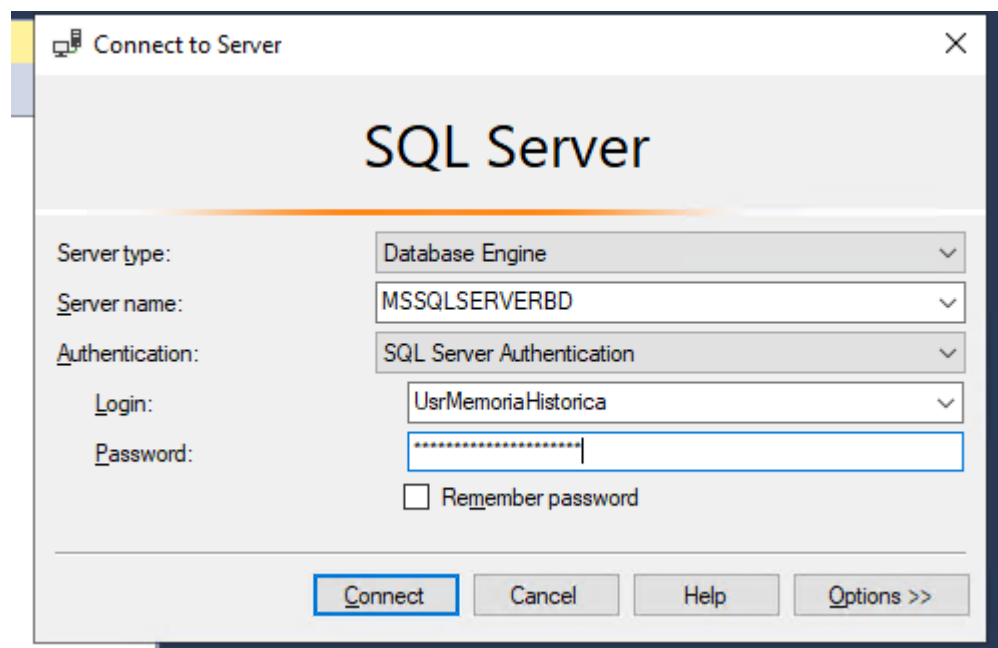 Connect to Server
SQL Server
Server type: Database Engine
Server name: MSSQLSERVERBD
Authentication: SQL Server Authentication
Login: UsrMemoriaHistorica
Password: *********************
Remember password
Connect Cancel Help Options >>